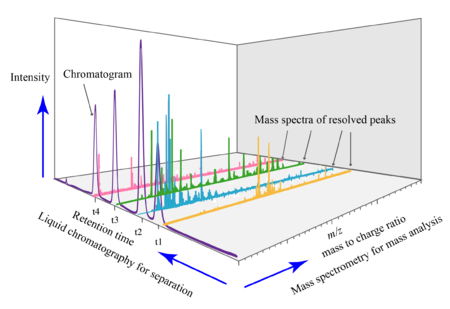 Intensity
Chromatogram
Mass spectra of resolved peaks
t4
t3
t2
t1
Retention time
Liquid chromatography for separation
m/z
mass to charge ratio
Mass spectrometry for mass analysis